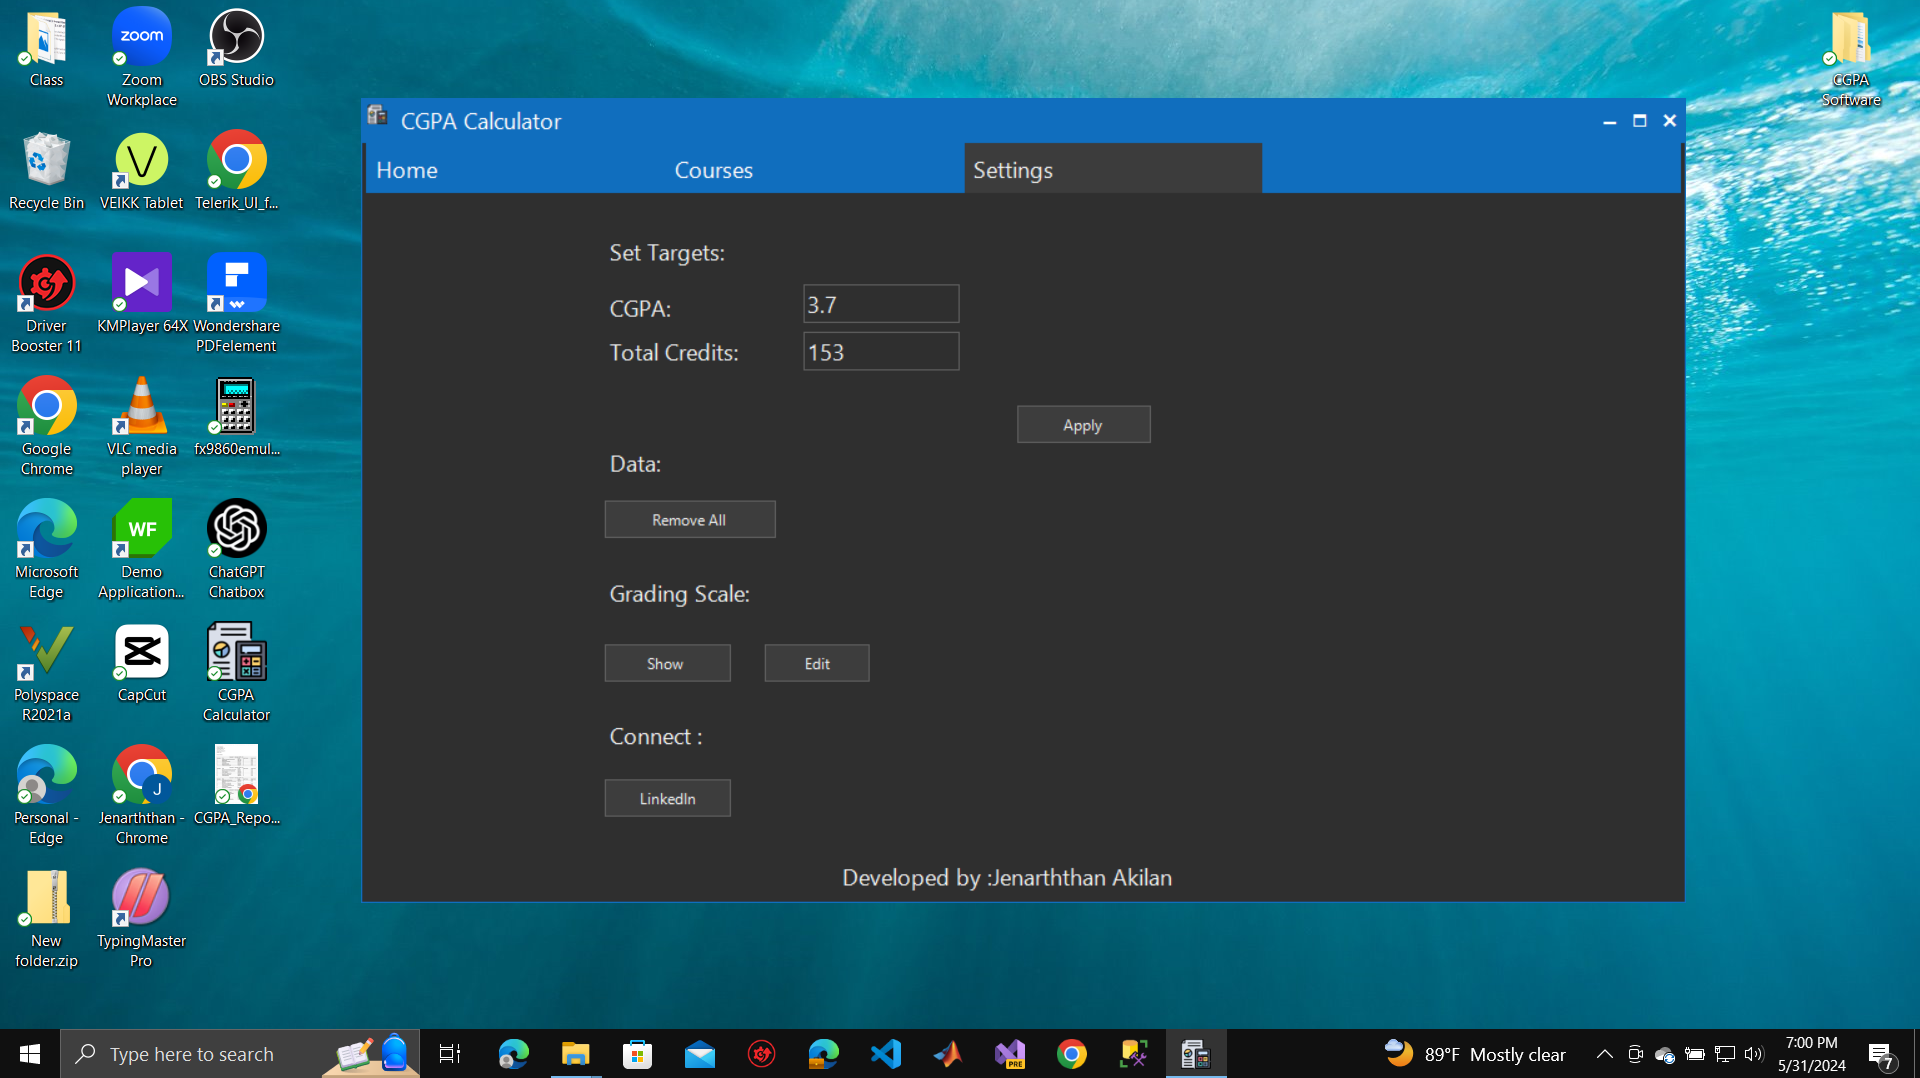 Class
Zoom
Workplace
OBS Studio
zoom
CGPA
Software
Recycle Bin
VEIKK Tablet
Telerik_UI_f...
Driver
Booster 11
KMPlayer 64X
Wondershare
PDFelement
Google
Chrome
VLC media
player
fx9860emul...
Microsoft
Edge
WF
Demo
Application...
ChatGPT
Chatbox
Polyspace
R2021a
CapCut
CGPA
Calculator
Personal -
Edge
J
Jenarththan -
Chrome
CGPA_Repo...
New
folder.zip
TypingMaster
Pro
CGPA Calculator
Home
Courses
Settings
Set Targets:
CGPA:
3.7
Total Credits:
153
Apply
Data:
Remove All
Grading Scale:
Show
Edit
Connect :
LinkedIn
Developed by :Jenarththan Akilan
Type here to search
PRE
89°F Mostly clear
7:00 PM
5/31/2024
7